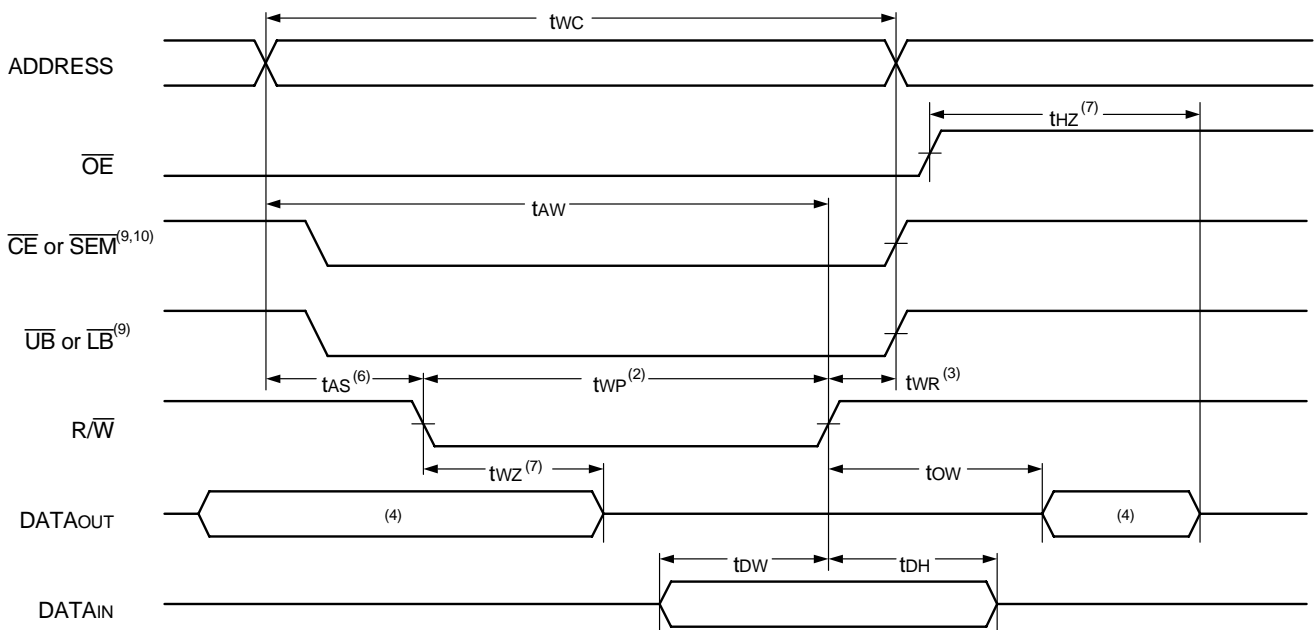 tWC
ADDRESS
tHZ(7)
OE
tAW
CE or SEM(9,10)
UB or LB(9)
tAS(6) tWP(2) tWR(3)
R/W
tWZ(7) tOW
DATAOUT (4) (4)
tDW tDH
DATAIN